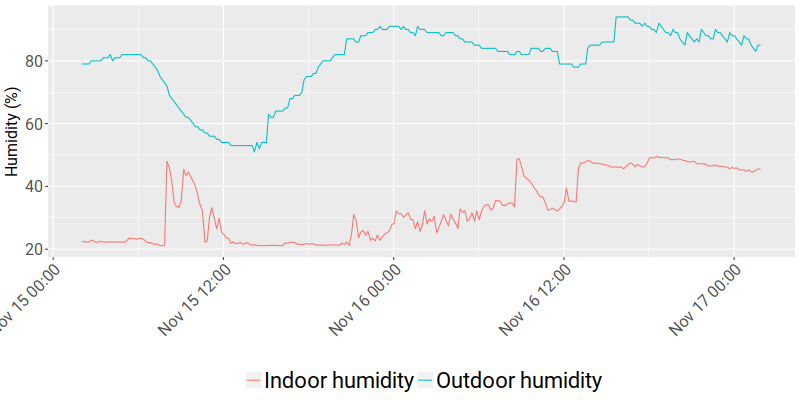 Humidity (%)
80
60
40
20
ov 15 00:00
Nov 15 12:00
Nov 16 00:00
Nov 16 12:00
Nov 17 00:00
Indoor humidity Outdoor humidity